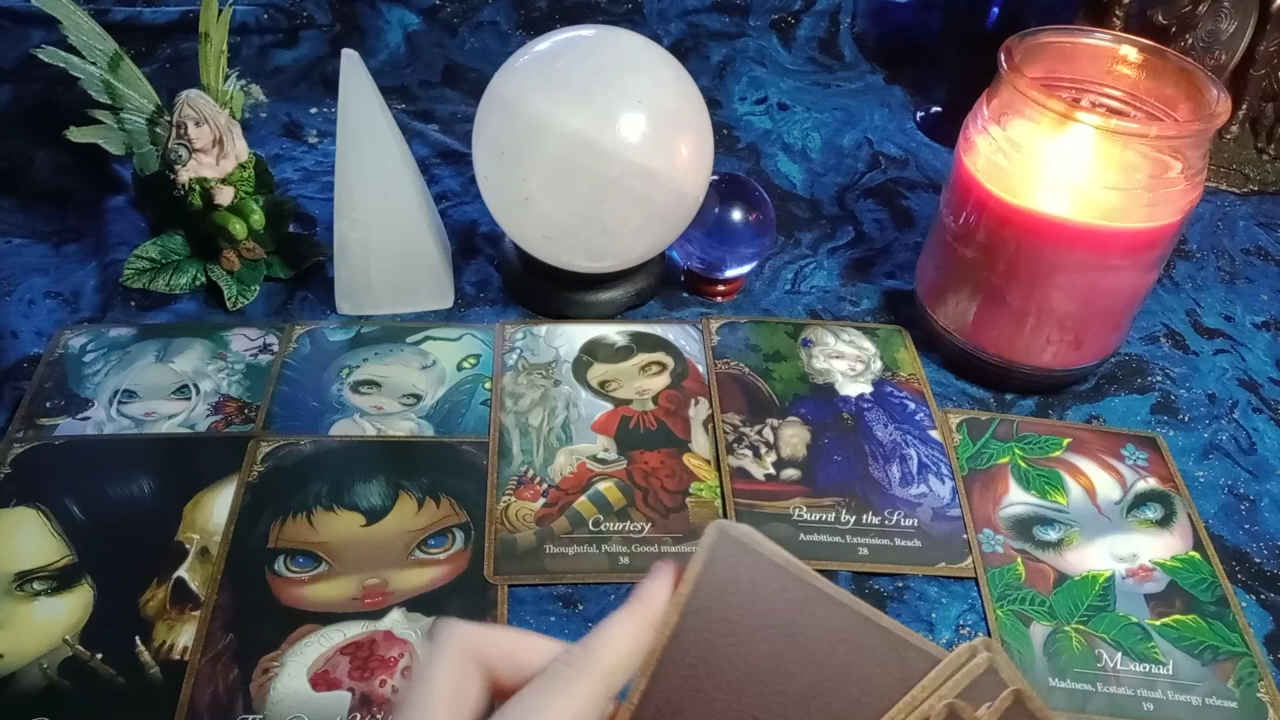 Courtesy
Thoughtful, Polite, Good manners
38
Burnt by the Sun
Ambition, Extension, Reach
28
Maenad
Madness, Ecstatic ritual, Energy release
19